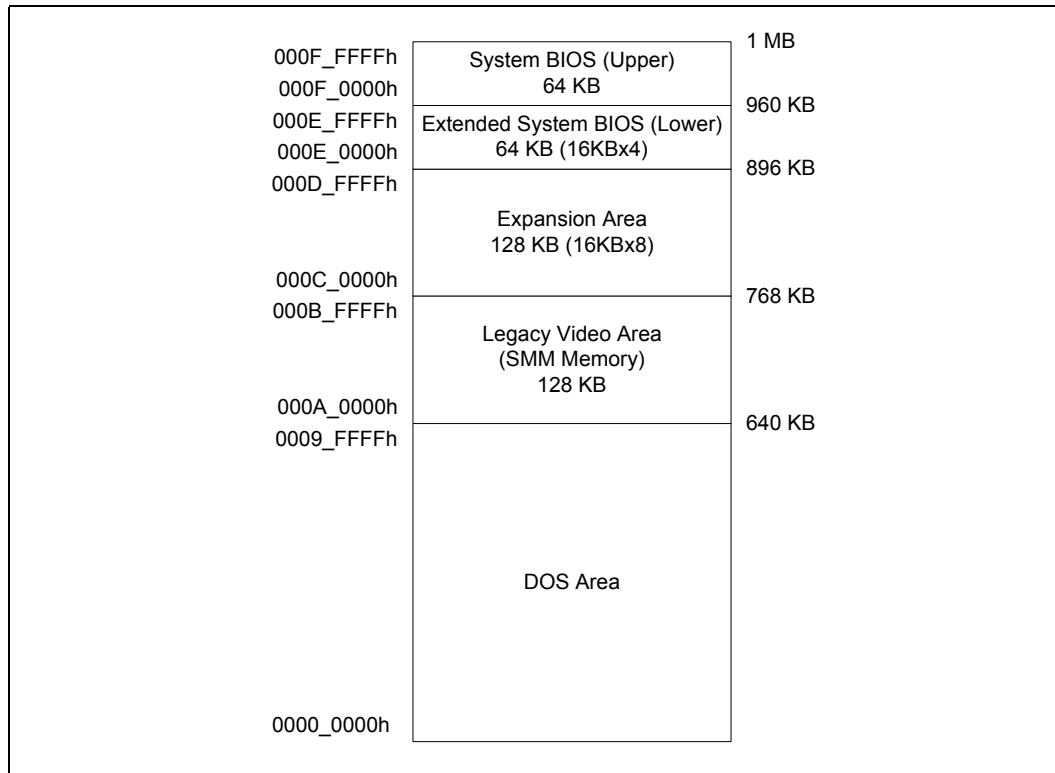 1 MB
000F_FFFFh
System BIOS (Upper)
64 KB
000F_0000h
960 KB
000E_FFFFh
Extended System BIOS (Lower)
64 KB (16KBx4)
000E_0000h
896 KB
000D_FFFFh
Expansion Area
128 KB (16KBx8)
000C_0000h
768 KB
000B_FFFFh
Legacy Video Area
(SMM Memory)
128 KB
000A_0000h
640 KB
0009_FFFFh
DOS Area
0000_0000h